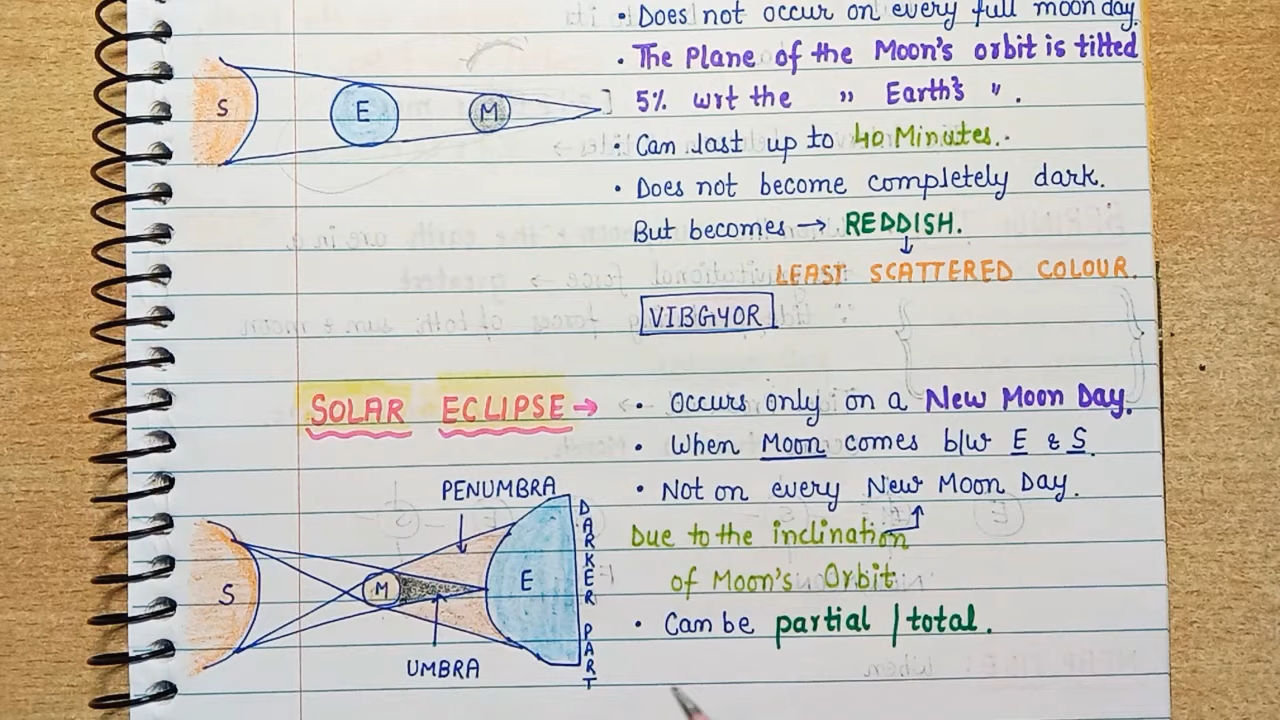 • Does not occur on every full moon day.
• The Plane of the Moon's orbit is tilted
5% wrt the " Earth's ".
• Can last up to 40 Minutes.
• Does not become completely dark.
But becomes → REDDISH.
↓
LEAST SCATTERED COLOUR.
VIBGYOR
S
E
M
SOLAR ECLIPSE →
• Occurs only on a New Moon Day.
• When Moon comes b/w E & S.
• Not on every New Moon Day.
Due to the inclination
of Moon's Orbit
• Can be partial / total.
PENUMBRA
S
M
E
UMBRA
DARKER PART